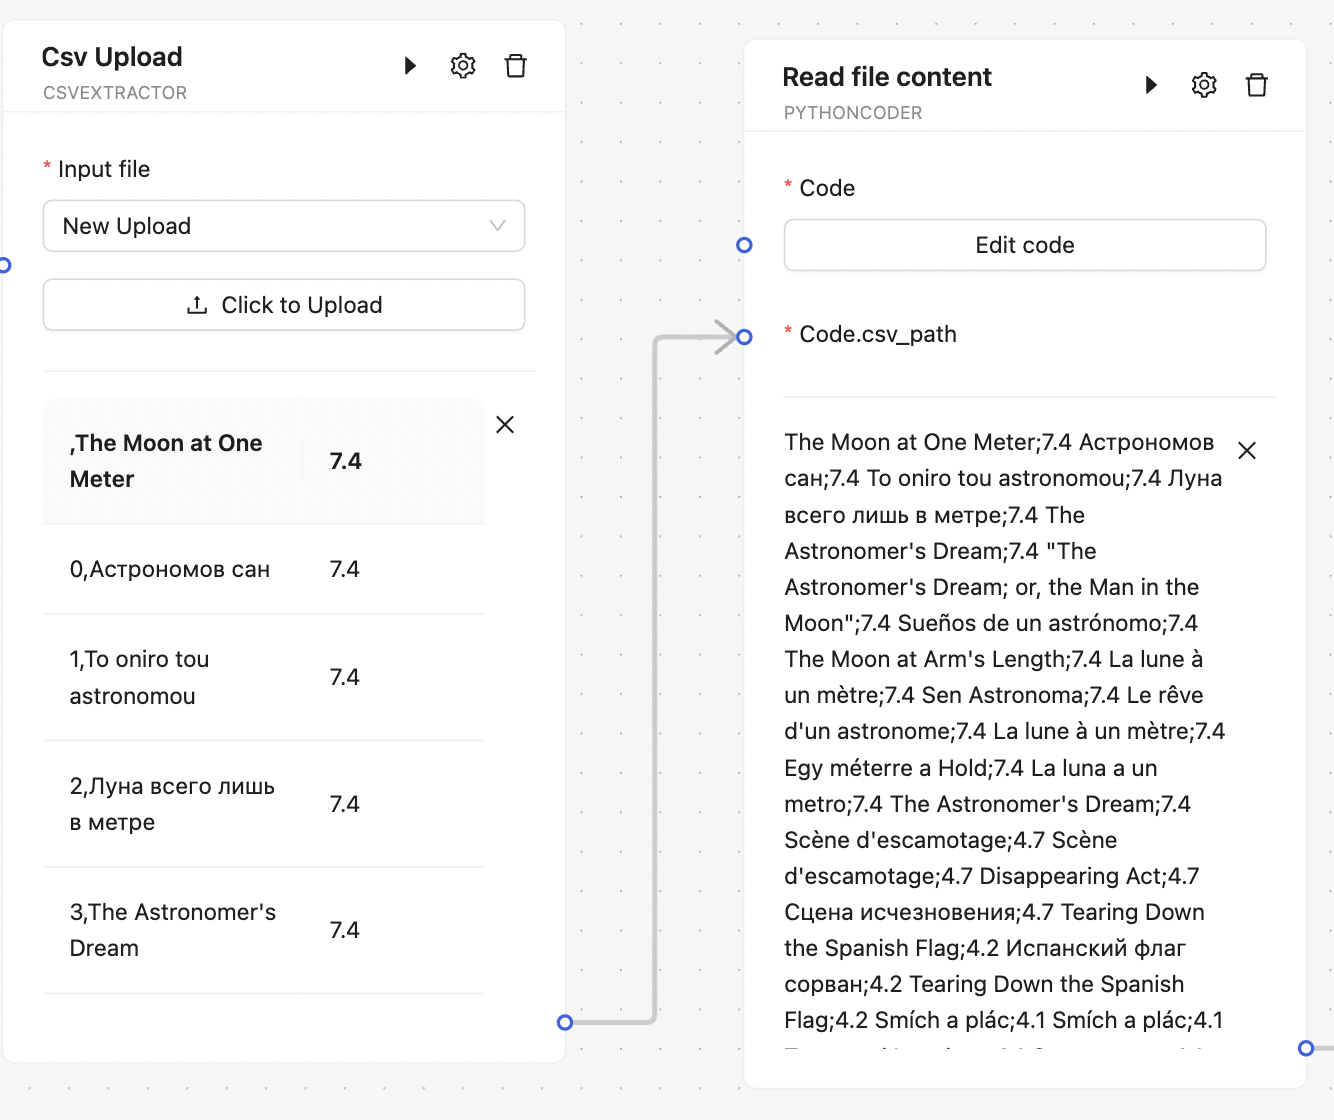 Csv Upload
CSVEXTRACTOR
* Input file
New Upload
Click to Upload
,The Moon at One
Meter
7.4
0,Астрономов сан
7.4
1,To oniro tou
astronomou
7.4
2,Луна всего лишь
в метре
7.4
3,The Astronomer's
Dream
7.4
Read file content
PYTHONCODER
* Code
Edit code
* Code.csv_path
The Moon at One Meter;7.4 Астрономов
сан;7.4 To oniro tou astronomou;7.4 Луна
всего лишь в метре;7.4 The
Astronomer's Dream;7.4 "The
Astronomer's Dream; or, the Man in the
Moon";7.4 Sueños de un astrónomo;7.4
The Moon at Arm's Length;7.4 La lune à
un mètre;7.4 Sen Astronoma;7.4 Le rêve
d'un astronome;7.4 La lune à un mètre;7.4
Egy méterre a Hold;7.4 La luna a un
metro;7.4 The Astronomer's Dream;7.4
Scène d'escamotage;4.7 Scène
d'escamotage;4.7 Disappearing Act;4.7
Сцена исчезновения;4.7 Tearing Down
the Spanish Flag;4.2 Испанский флаг
сорван;4.2 Tearing Down the Spanish
Flag;4.2 Smích a plác;4.1 Smích a plác;4.1